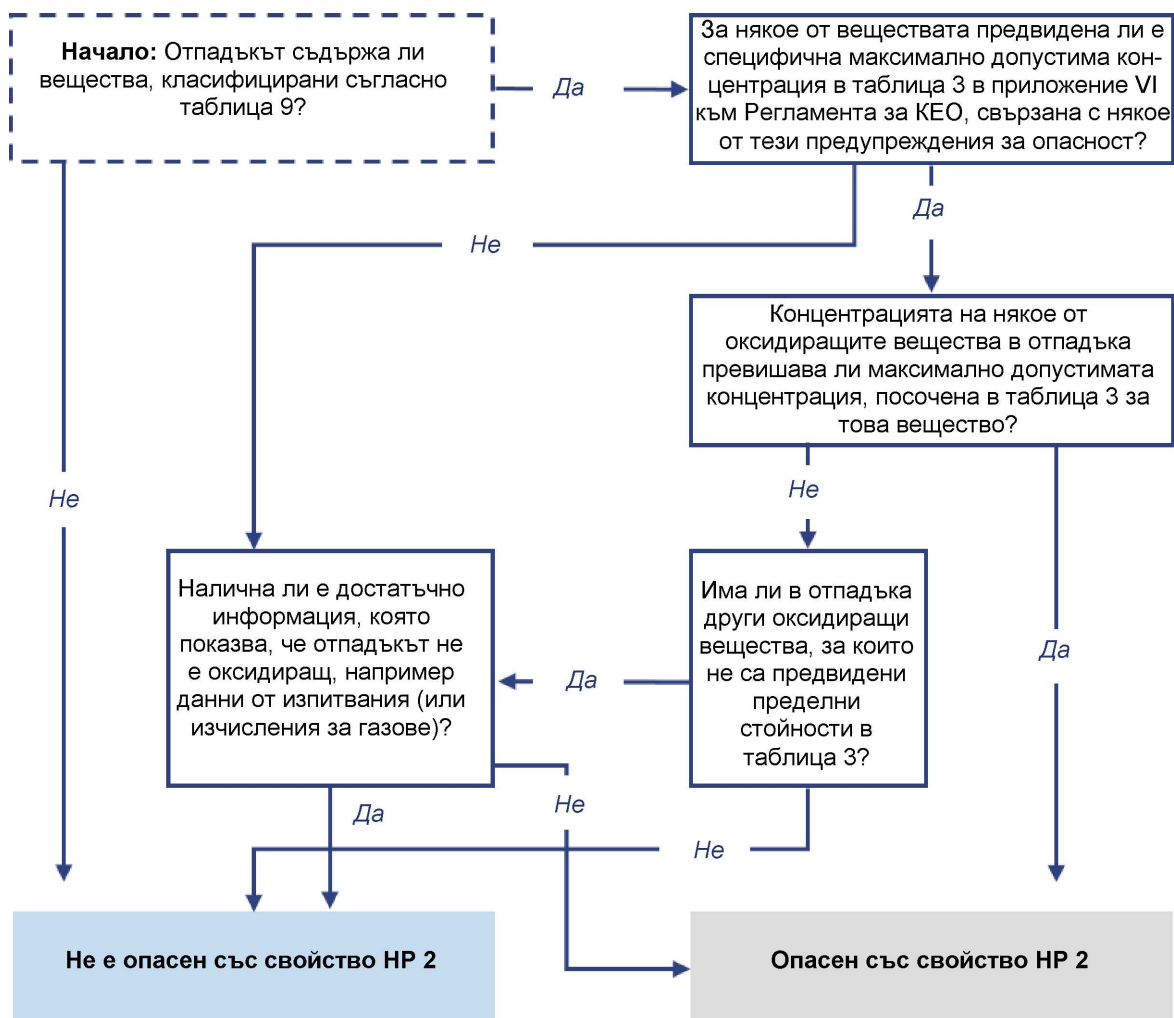 Начало: Отпадъкът съдържа ли
вещества, класифицирани съгласно
таблица 9?
Да
За някое от веществата предвидена ли е
специфична максимално допустима кон-
центрация в таблица 3 в приложение VI
към Регламента за КЕО, свързана с някое
от тези предупреждения за опасност?
Не
Да
Концентрацията на някое от
оксидиращите вещества в отпадъка
превишава ли максимално допустимата
концентрация, посочена в таблица 3 за
това вещество?
Не
Не
Да
Налична ли е достатъчно
информация, която
показва, че отпадъкът не
е оксидиращ, например
данни от изпитвания (или
изчисления за газове)?
Да
Има ли в отпадъка
други оксидиращи
вещества, за които
не са предвидени
пределни
стойности в
таблица 3?
Да
Не
Не
Не е опасен със свойство HP 2
Опасен със свойство HP 2